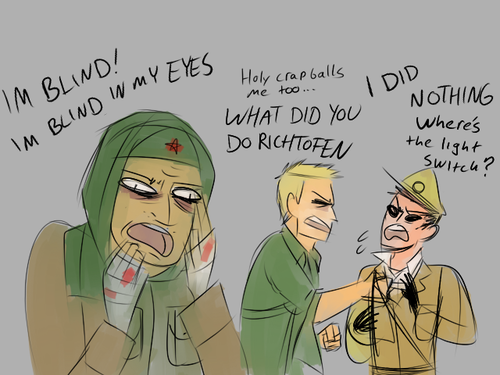 IM BLIND!
IM BLIND IN MY EYES
Holy crapballs
me too...
WHAT DID YOU
DO RICHTOFEN
I DID
NOTHING
Where's
the light
switch?